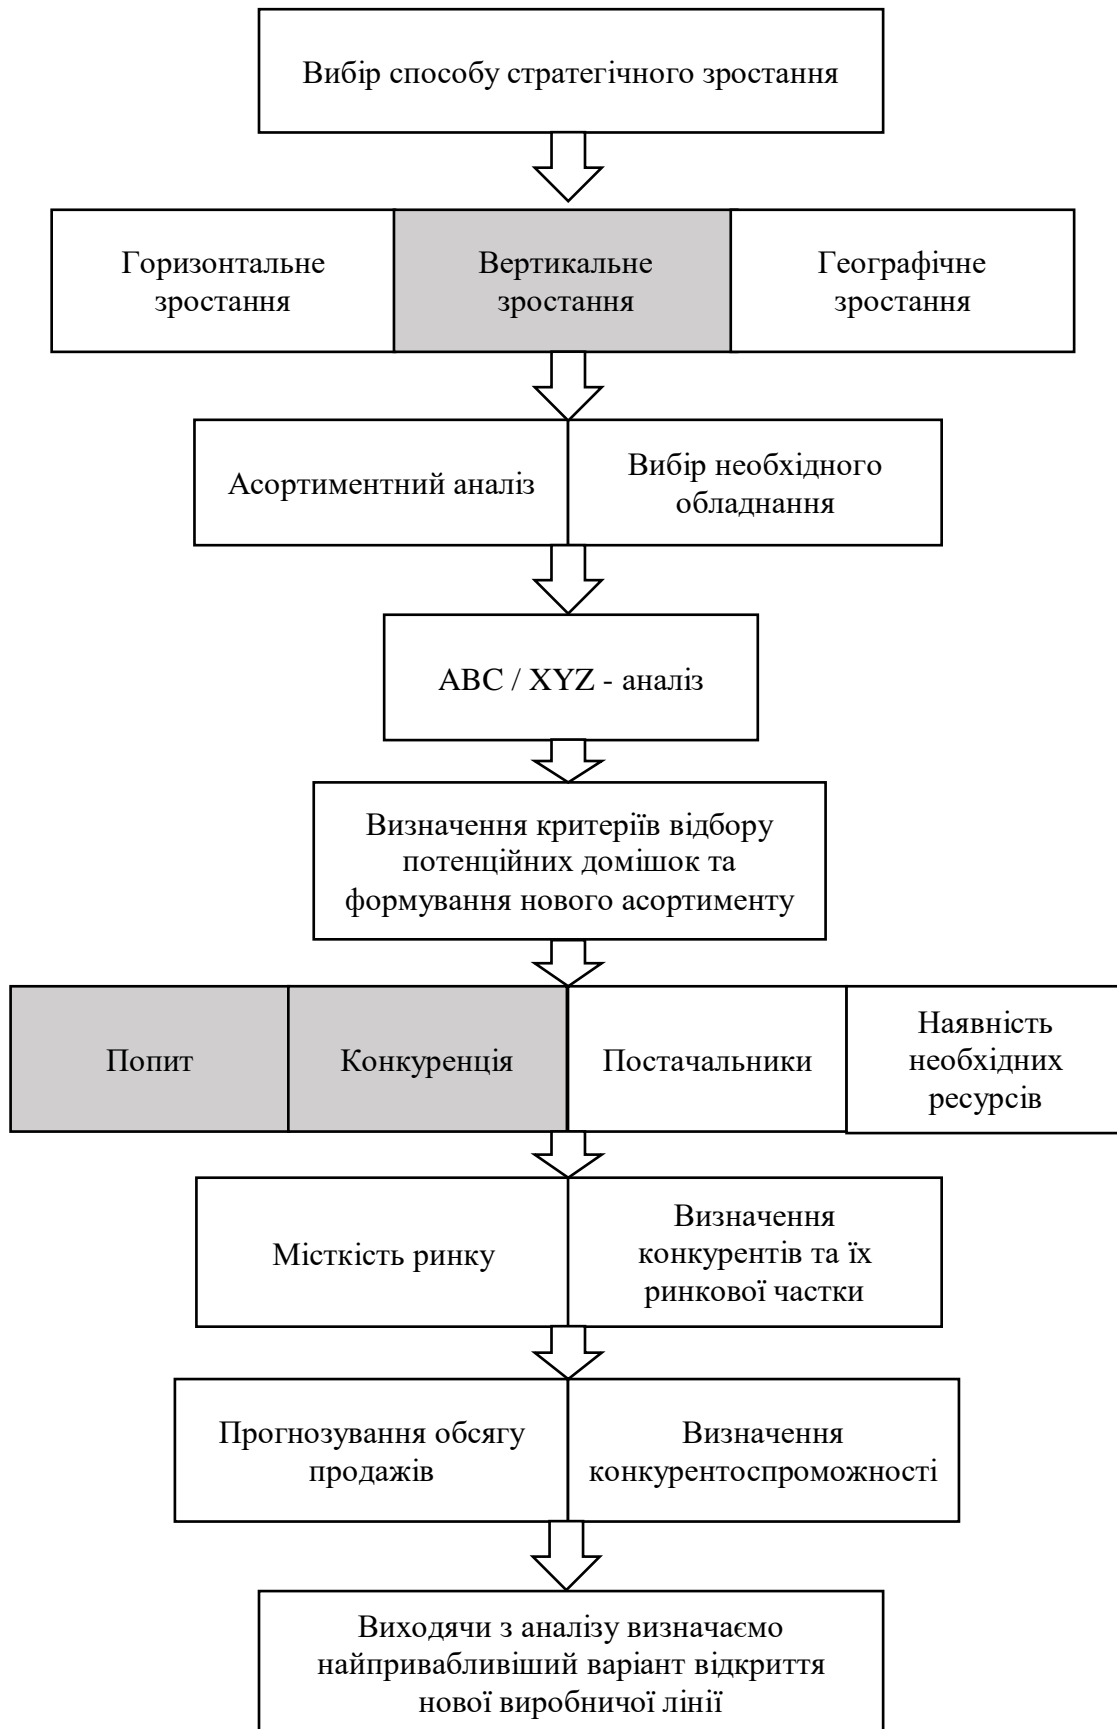 Вибір способу стратегічного зростання
Горизонтальне
зростання
Вертикальне
зростання
Географічне
зростання
Асортиментний аналіз
Вибір необхідного
обладнання
ABC / XYZ - аналіз
Визначення критеріїв відбору
потенційних домішок та
формування нового асортименту
Попит
Конкуренція
Постачальники
Наявність
необхідних
ресурсів
Місткість ринку
Визначення
конкурентів та їх
ринкової частки
Прогнозування обсягу
продажів
Визначення
конкурентоспроможності
Виходячи з аналізу визначаємо
найпривабливіший варіант відкриття
нової виробничої лінії